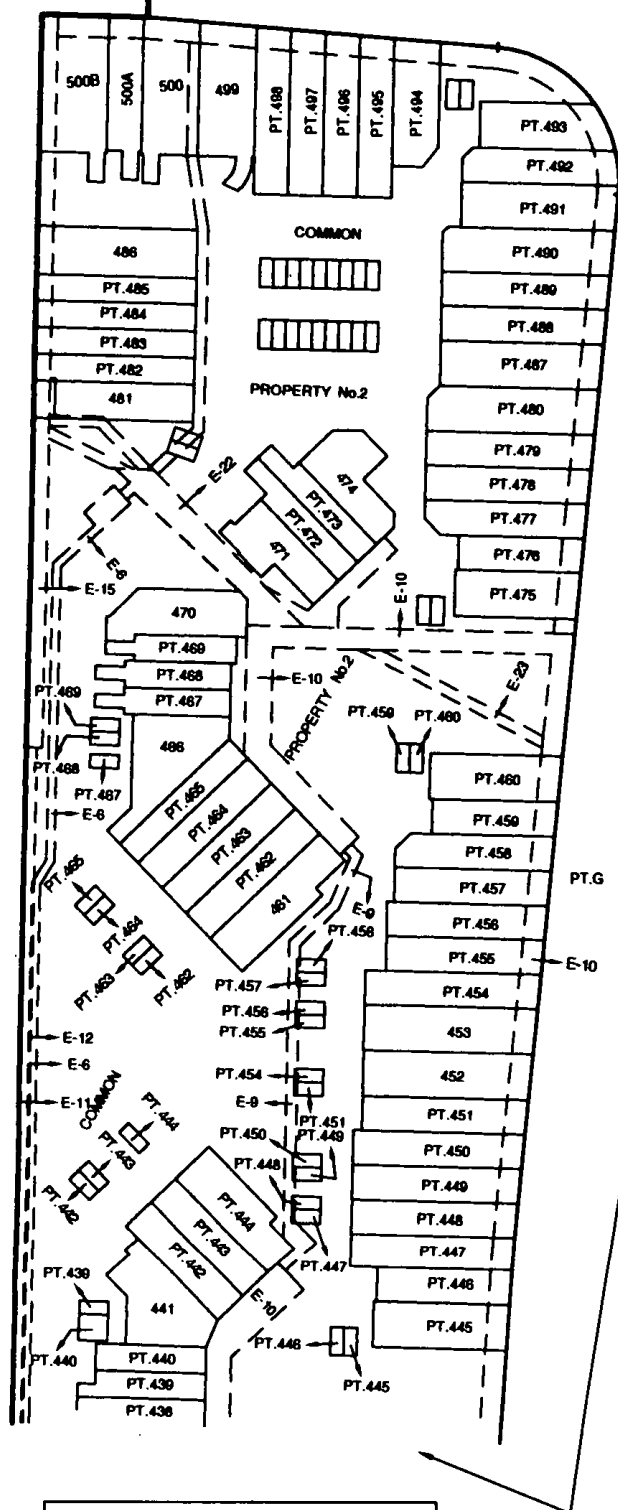 500B
500A
500
499
PT.498
PT.497
PT.496
PT.495
PT.494
PT.493
PT.492
PT.491
COMMON
PT.490
486
PT.485
PT.489
PT.484
PT.488
PT.483
PT.487
PT.482
PROPERTY No.2
481
PT.480
474
PT.479
E-22
PT.473
PT.478
PT.472
PT.477
471
PT.476
E-6
E-15
E-10
PT.475
470
PT.469
E-10
PROPERTY No.2
E-23
PT.468
PT.469
PT.467
PT.459
PT.460
466
PT.468
PT.465
PT.460
PT.467
PT.464
E-6
PT.463
PT.459
PT.462
PT.458
PT.465
461
PT.457
PT.G
E-9
PT.464
PT.456
PT.458
PT.463
PT.462
PT.455
E-10
PT.457
PT.454
PT.456
PT.455
453
E-12
E-6
PT.454
452
COMMON
E-11
E-9
PT.451
PT.451
PT.444
PT.450
PT.449
PT.450
PT.443
PT.448
PT.449
PT.442
PT.444
PT.448
PT.443
PT.447
PT.447
PT.442
PT.439
E-10
PT.446
441
PT.445
PT.440
PT.440
PT.446
PT.445
PT.439
PT.438